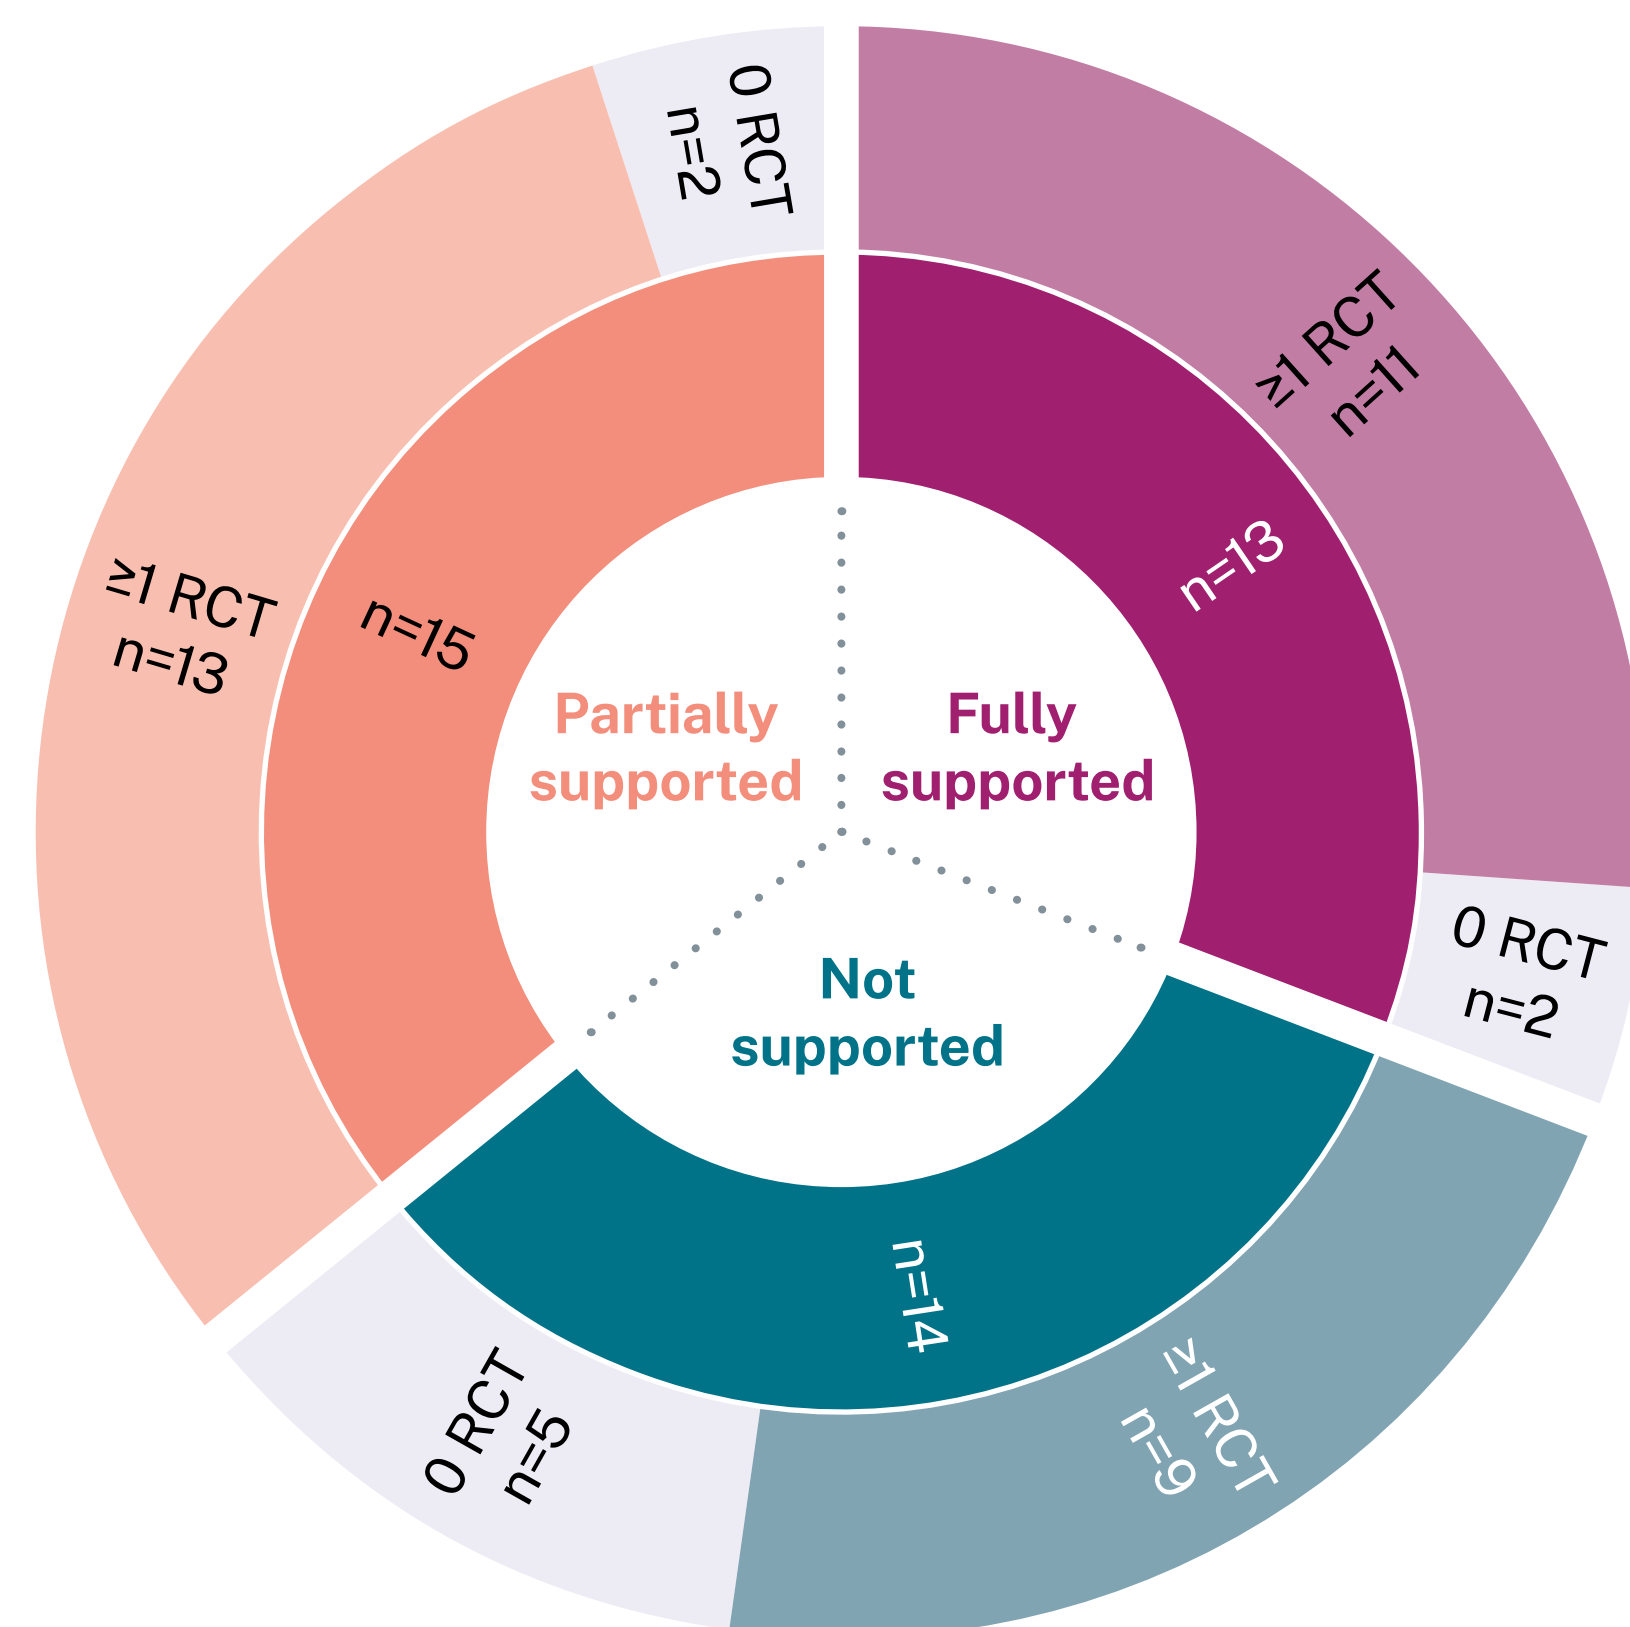 0 RCT
n=2
≥1 RCT
n=11
n=13
≥1 RCT
n=13
n=15
Partially
supported
Fully
supported
0 RCT
n=2
Not
supported
n=14
≥1 RCT
n=9
0 RCT
n=5